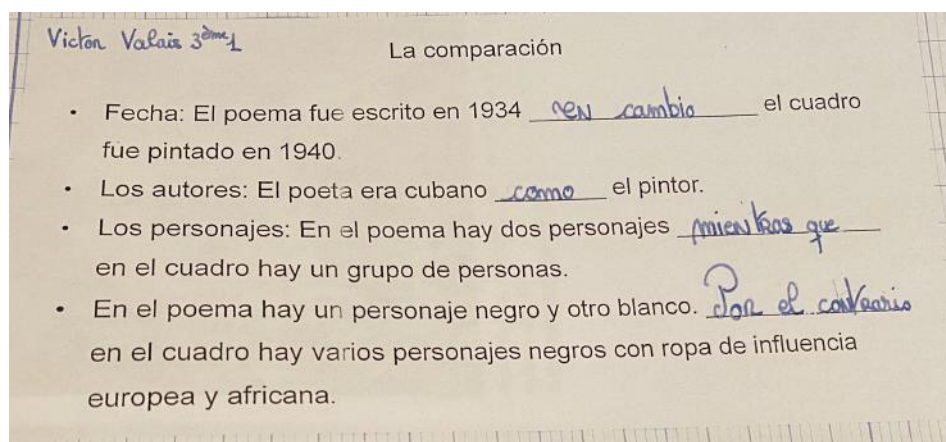 Victor Valais 3ème1
La comparación
• Fecha: El poema fue escrito en 1934 en cambio el cuadro
fue pintado en 1940.
• Los autores: El poeta era cubano como el pintor.
• Los personajes: En el poema hay dos personajes mientras que
en el cuadro hay un grupo de personas.
• En el poema hay un personaje negro y otro blanco. Por el contrario
en el cuadro hay varios personajes negros con ropa de influencia
europea y africana.